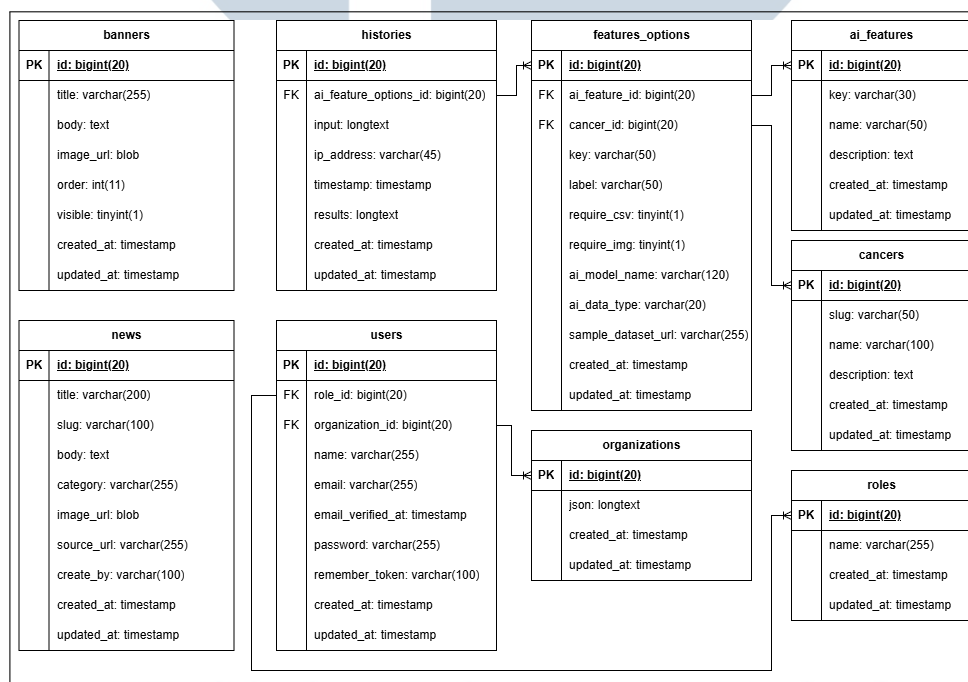 banners
PK id: bigint(20)
title: varchar(255)
body: text
image_url: blob
order: int(11)
visible: tinyint(1)
created_at: timestamp
updated_at: timestamp
histories
PK id: bigint(20)
FK ai_feature_options_id: bigint(20)
input: longtext
ip_address: varchar(45)
timestamp: timestamp
results: longtext
created_at: timestamp
updated_at: timestamp
features_options
PK id: bigint(20)
FK ai_feature_id: bigint(20)
FK cancer_id: bigint(20)
key: varchar(50)
label: varchar(50)
require_csv: tinyint(1)
require_img: tinyint(1)
ai_model_name: varchar(120)
ai_data_type: varchar(20)
sample_dataset_url: varchar(255)
created_at: timestamp
updated_at: timestamp
ai_features
PK id: bigint(20)
key: varchar(30)
name: varchar(50)
description: text
created_at: timestamp
updated_at: timestamp
cancers
PK id: bigint(20)
slug: varchar(50)
name: varchar(100)
description: text
created_at: timestamp
updated_at: timestamp
news
PK id: bigint(20)
title: varchar(200)
slug: varchar(100)
body: text
category: varchar(255)
image_url: blob
source_url: varchar(255)
create_by: varchar(100)
created_at: timestamp
updated_at: timestamp
users
PK id: bigint(20)
FK role_id: bigint(20)
FK organization_id: bigint(20)
name: varchar(255)
email: varchar(255)
email_verified_at: timestamp
password: varchar(255)
remember_token: varchar(100)
created_at: timestamp
updated_at: timestamp
organizations
PK id: bigint(20)
json: longtext
created_at: timestamp
updated_at: timestamp
roles
PK id: bigint(20)
name: varchar(255)
created_at: timestamp
updated_at: timestamp